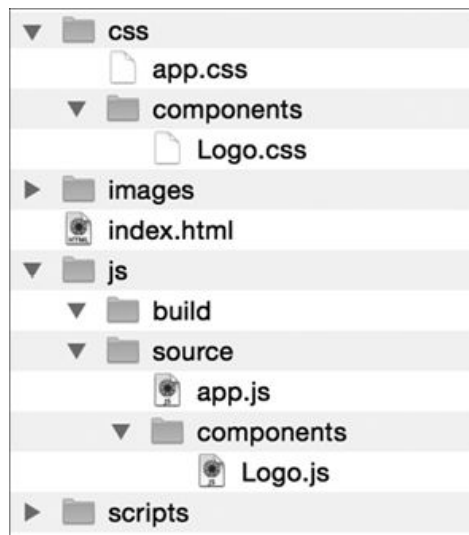 css
app.css
components
Logo.css
images
index.html
js
build
source
app.js
components
Logo.js
scripts